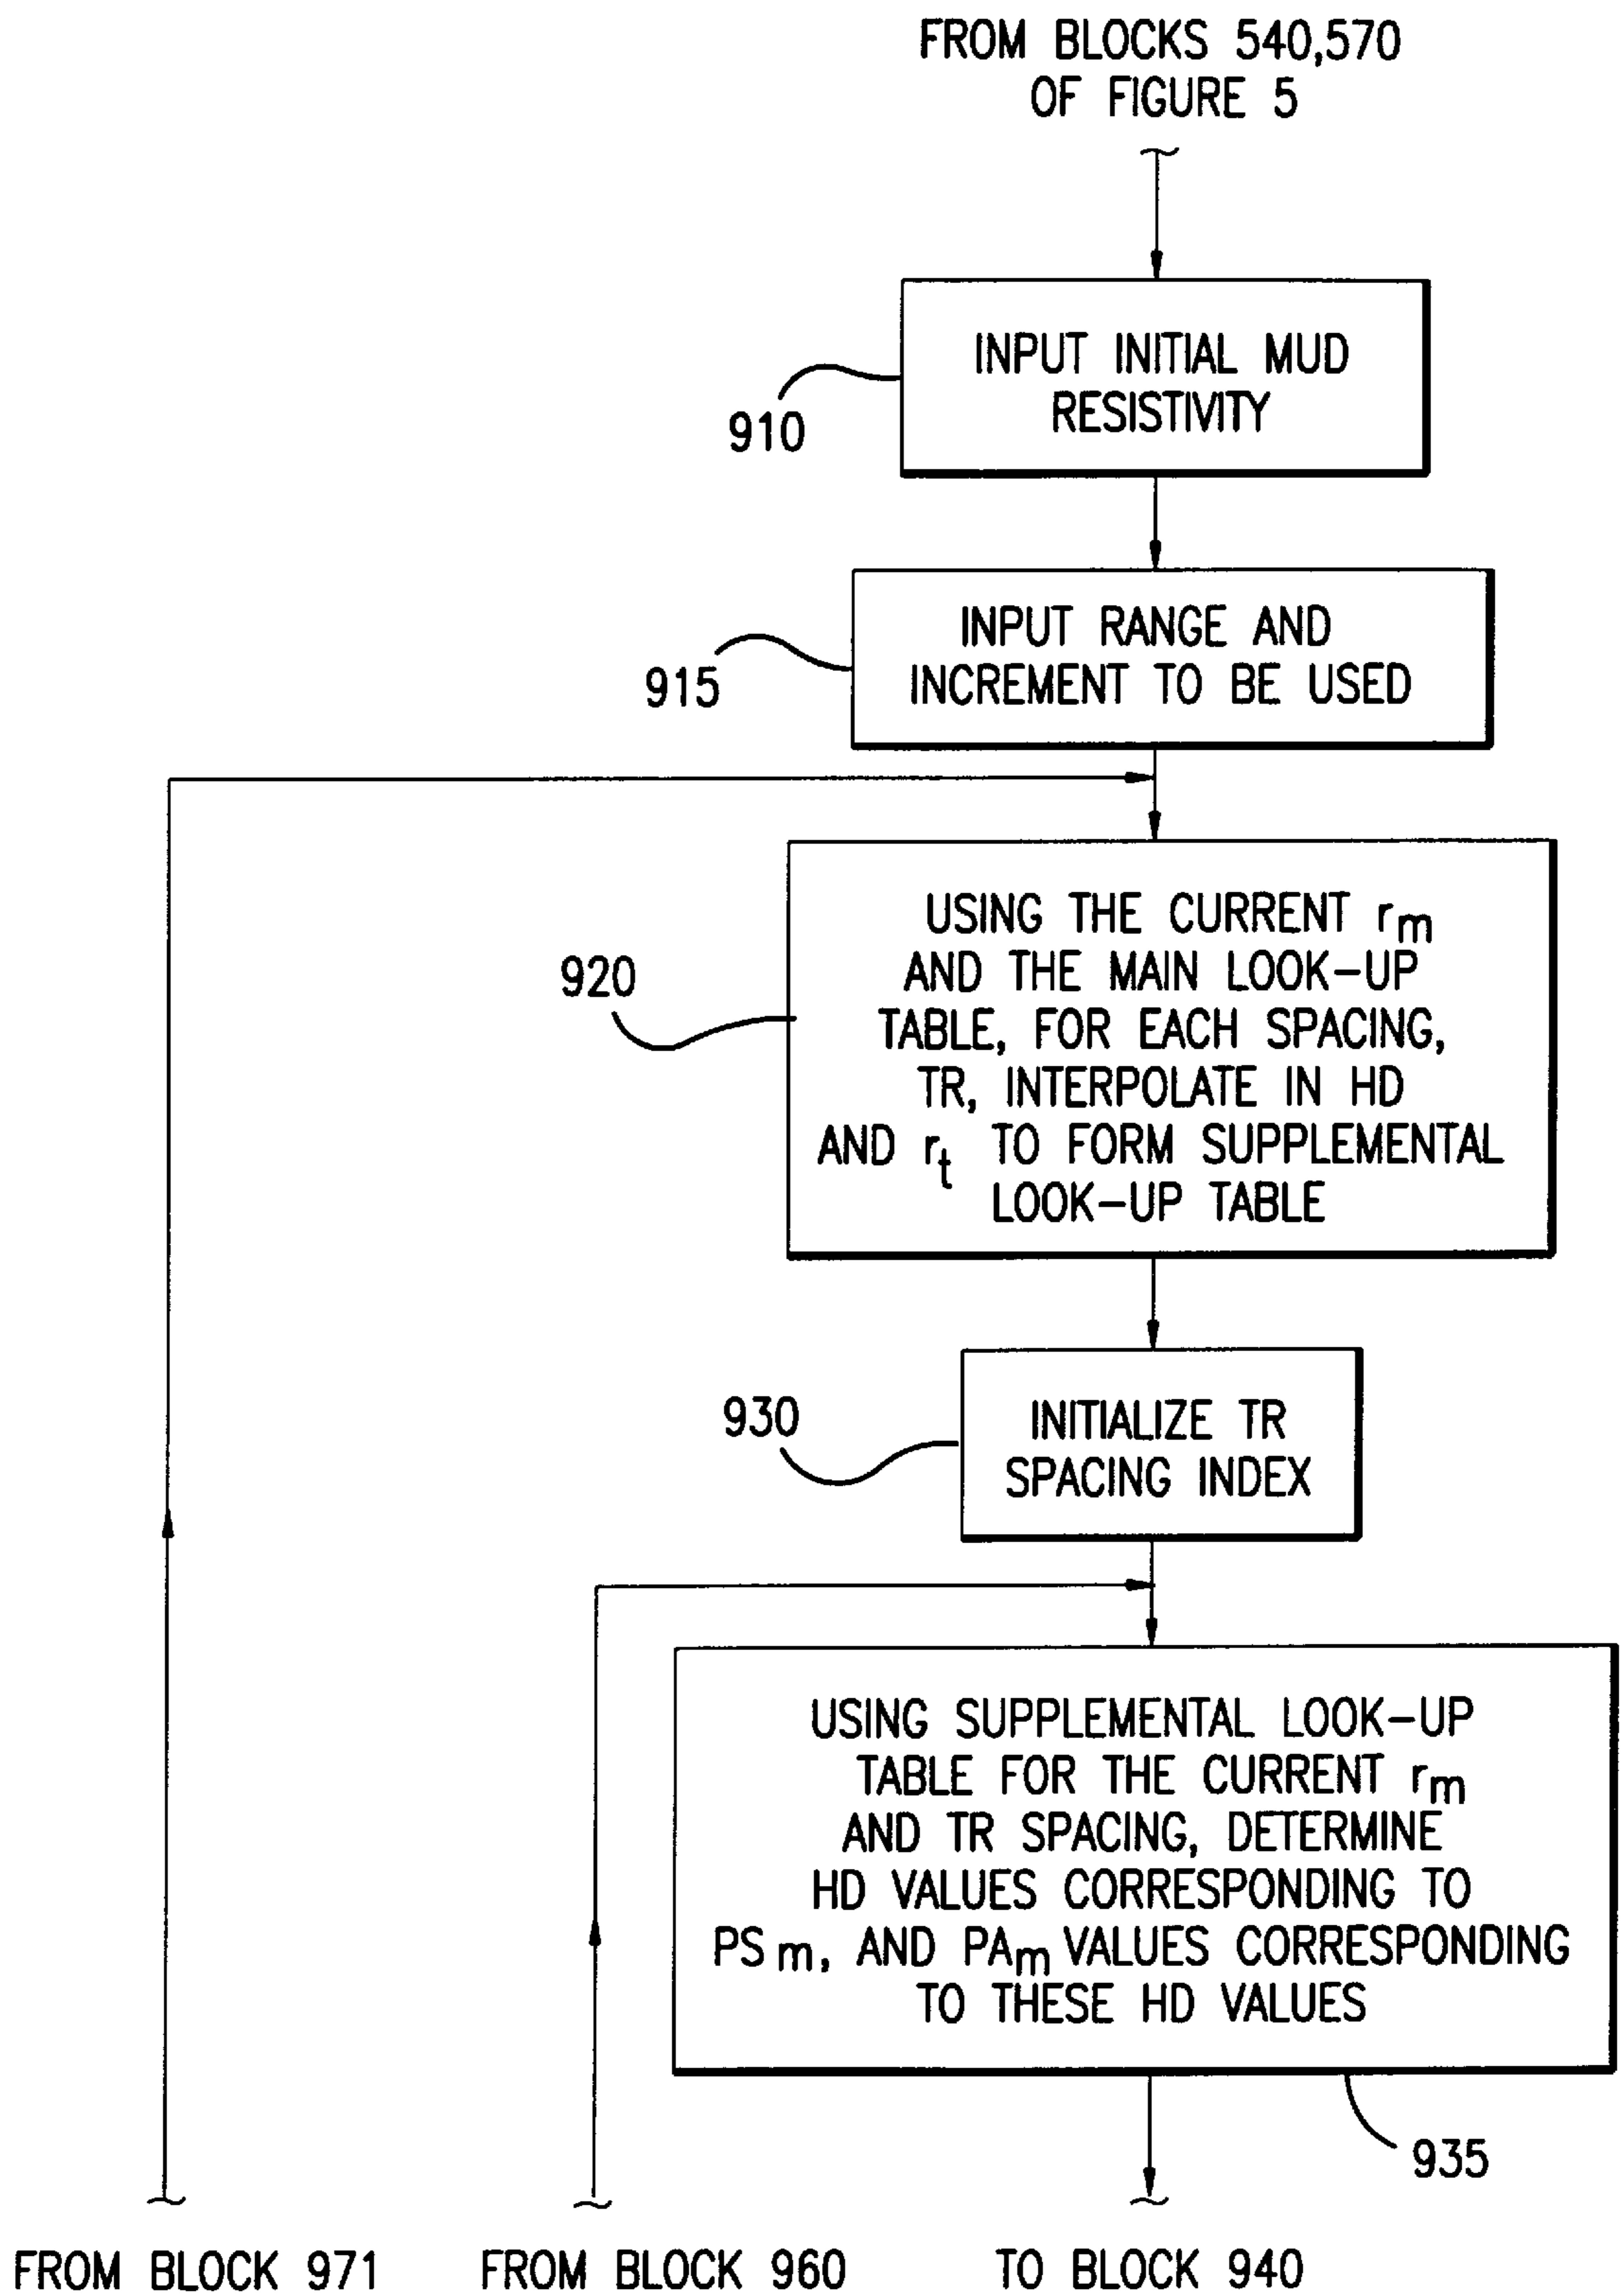 FROM BLOCKS 540,570
OF FIGURE 5
INPUT INITIAL MUD
RESISTIVITY
910
INPUT RANGE AND
INCREMENT TO BE USED
915
USING THE CURRENT rm
AND THE MAIN LOOK-UP
TABLE, FOR EACH SPACING,
TR, INTERPOLATE IN HD
AND rt TO FORM SUPPLEMENTAL
LOOK-UP TABLE
920
INITIALIZE TR
SPACING INDEX
930
USING SUPPLEMENTAL LOOK-UP
TABLE FOR THE CURRENT rm
AND TR SPACING, DETERMINE
HD VALUES CORRESPONDING TO
PSm, AND PAm VALUES CORRESPONDING
TO THESE HD VALUES
935
FROM BLOCK 971
FROM BLOCK 960
TO BLOCK 940